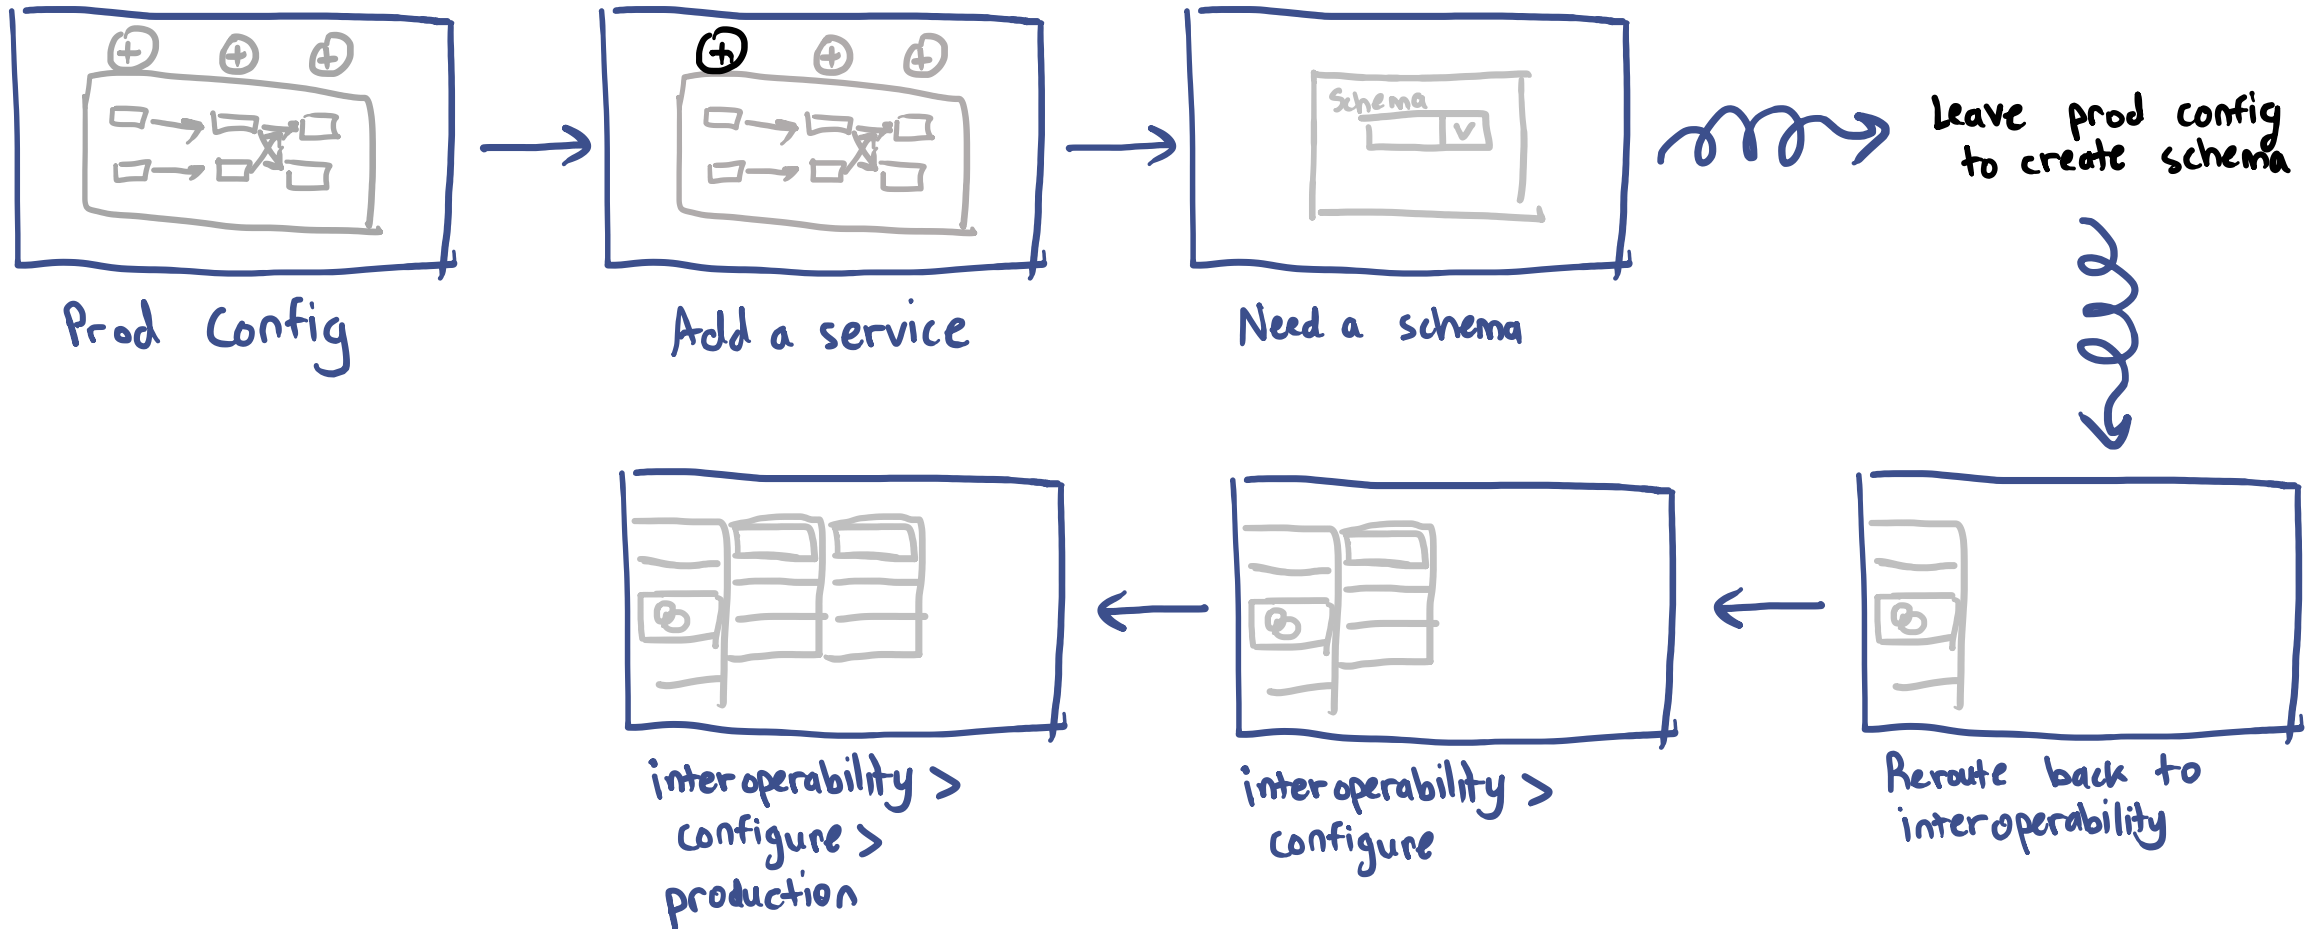 Schema
Leave prod config
to create schema
Prod Config
Add a service
Need a schema
interoperability >
configure >
production
interoperability >
configure
Reroute back to
interoperability